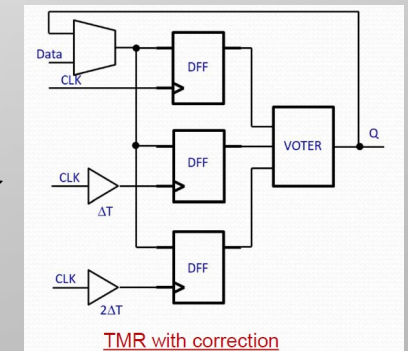 Data
CLK
DFF
CLK
ΔT
DFF
VOTER
Q
CLK
2ΔT
DFF
TMR with correction